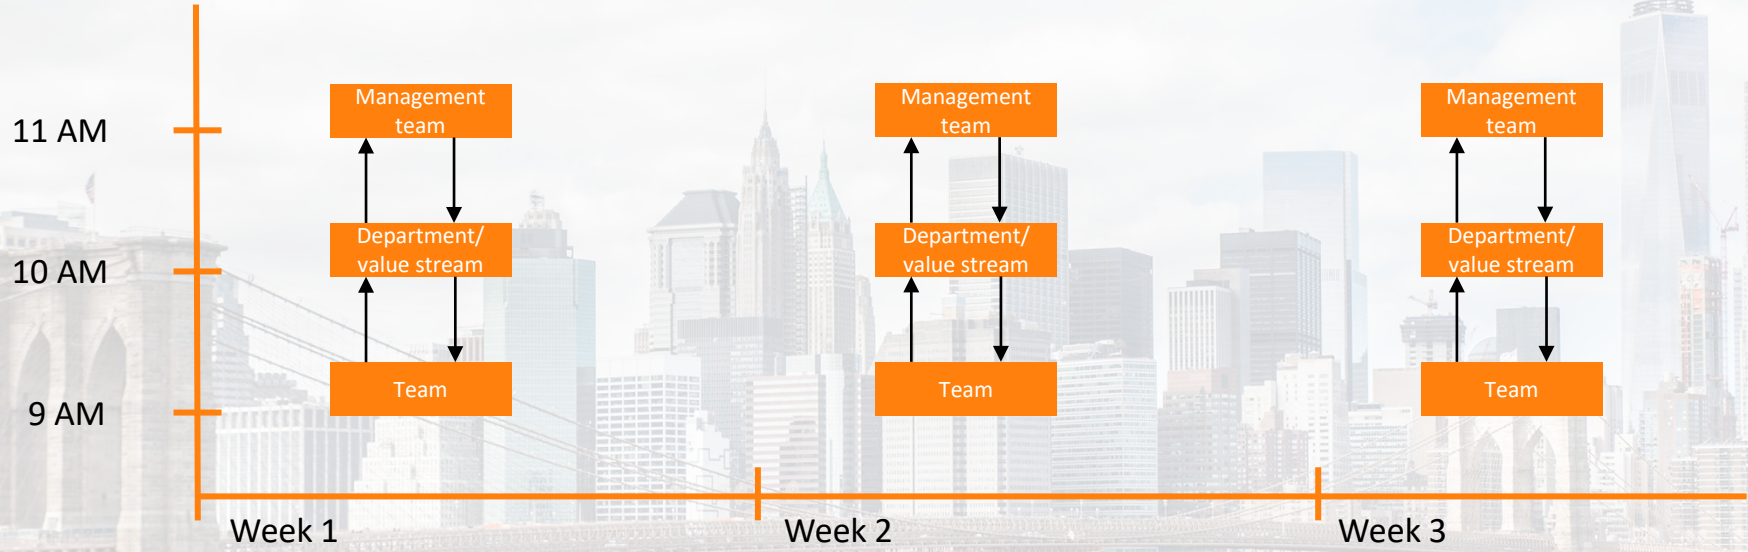 11 AM
10 AM
9 AM
Management
team
Department/
value stream
Team
Management
team
Department/
value stream
Team
Management
team
Department/
value stream
Team
Week 1
Week 2
Week 3